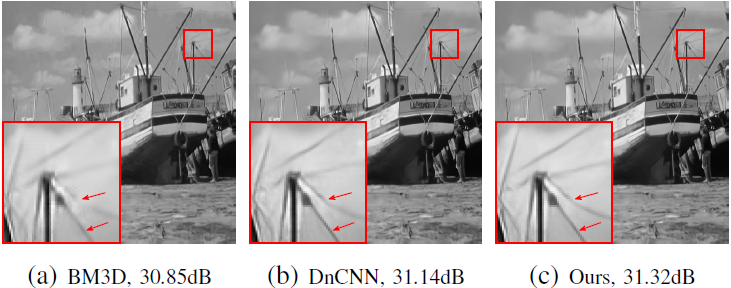 (a) BM3D, 30.85dB
(b) DnCNN, 31.14dB
(c) Ours, 31.32dB